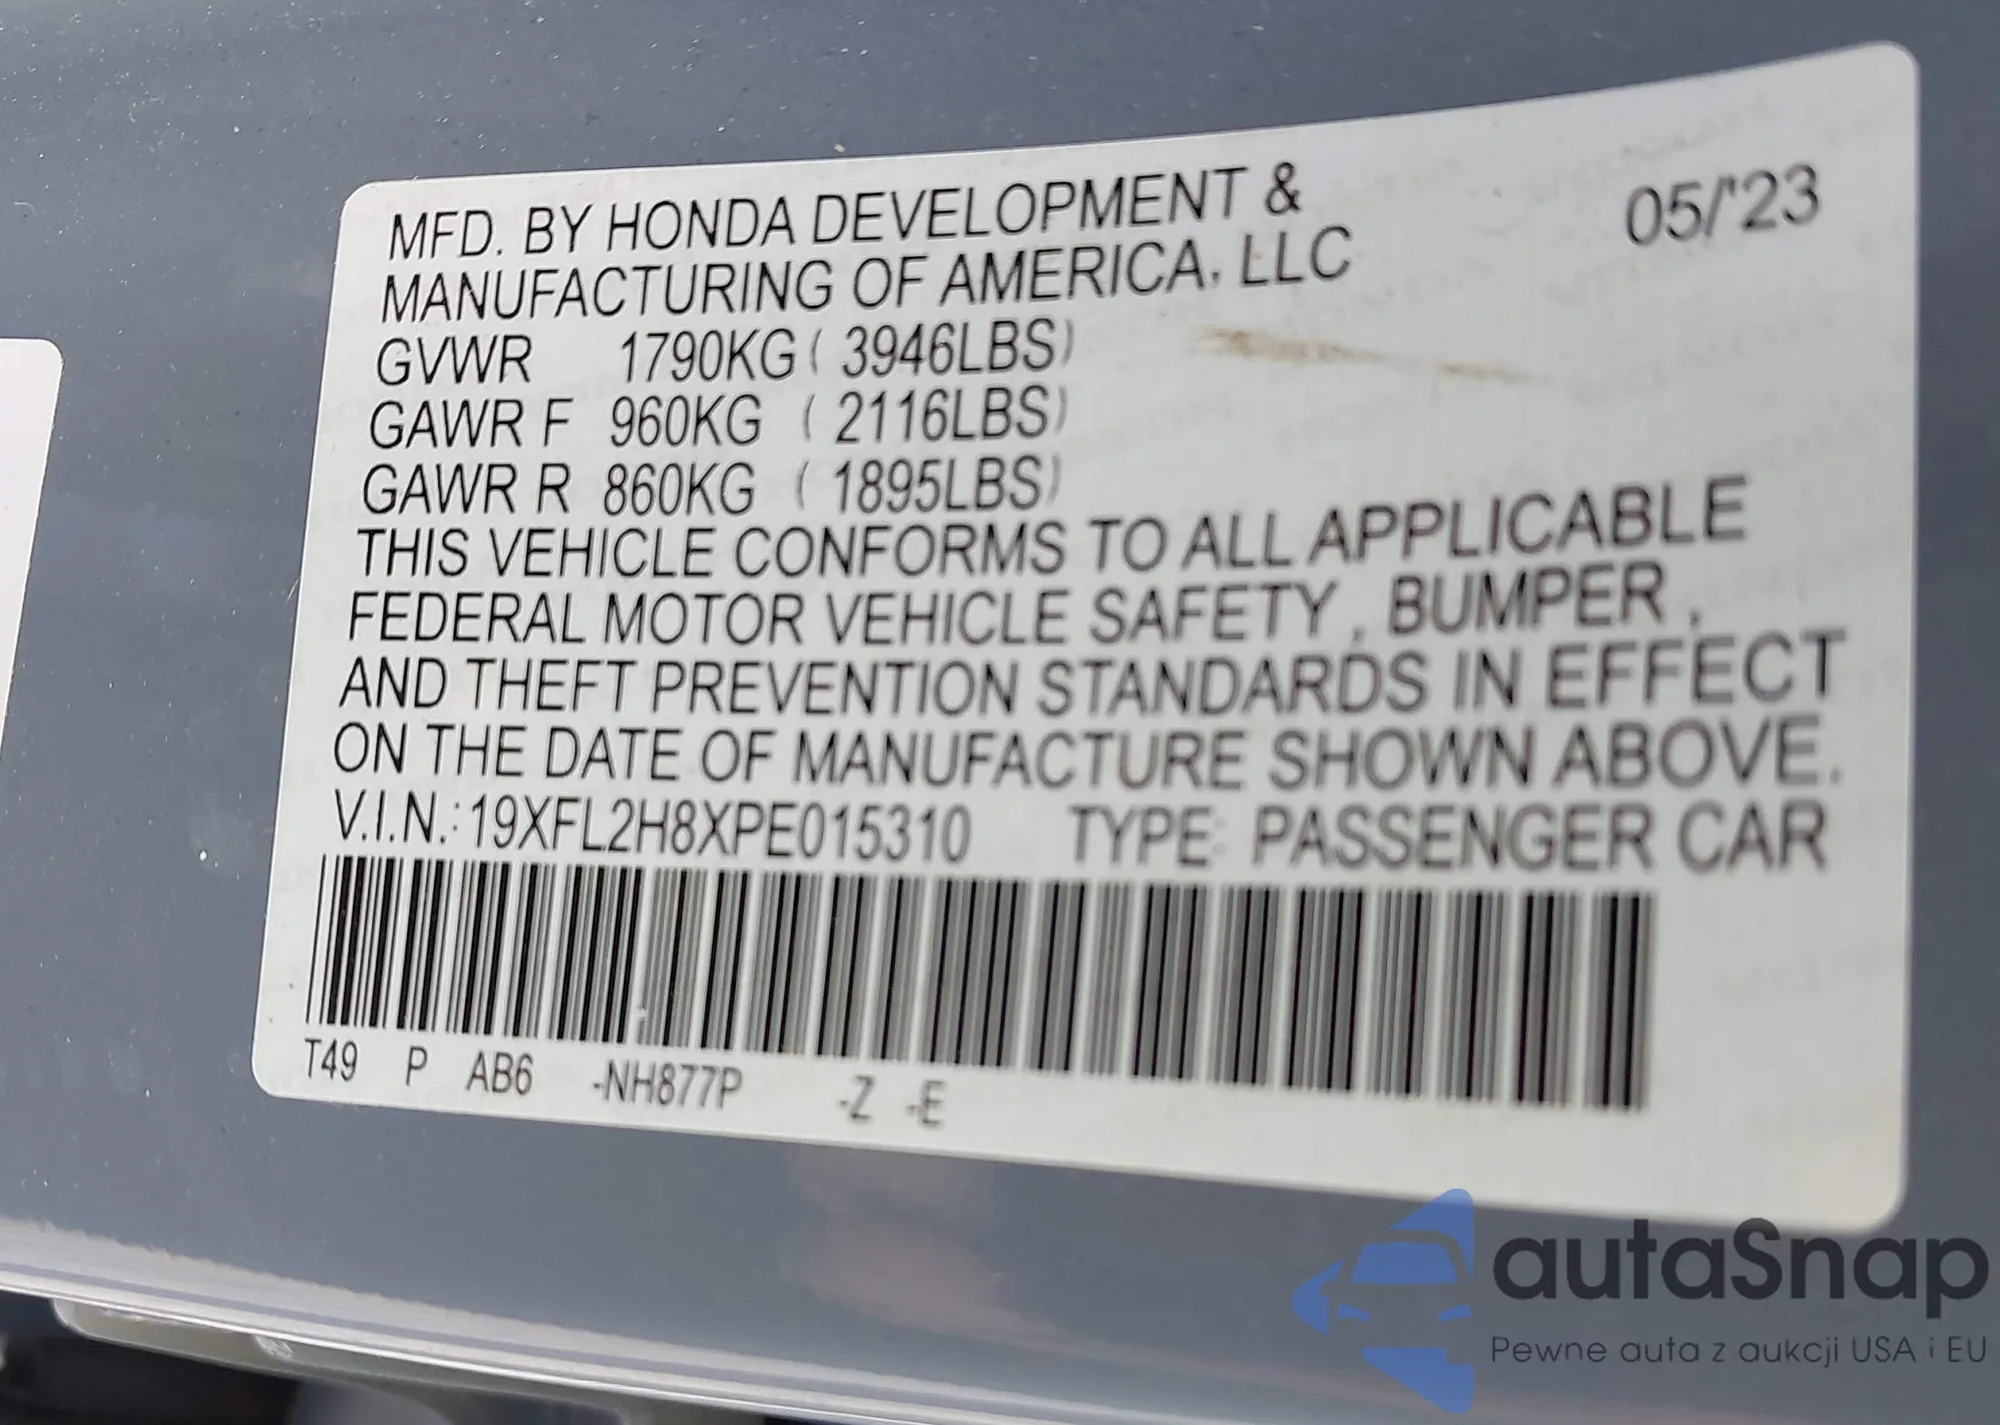 MFD. BY HONDA DEVELOPMENT & 05/'23
MANUFACTURING OF AMERICA, LLC
GVWR 1790KG ( 3946LBS)
GAWR F 960KG ( 2116LBS)
GAWR R 860KG ( 1895LBS)
THIS VEHICLE CONFORMS TO ALL APPLICABLE
FEDERAL MOTOR VEHICLE SAFETY , BUMPER ,
AND THEFT PREVENTION STANDARDS IN EFFECT
ON THE DATE OF MANUFACTURE SHOWN ABOVE.
V.I.N.: 19XFL2H8XPE015310 TYPE: PASSENGER CAR
T49 P AB6 -NH877P -Z -E
autaSnap
Pewne auta z aukcji USA i EU